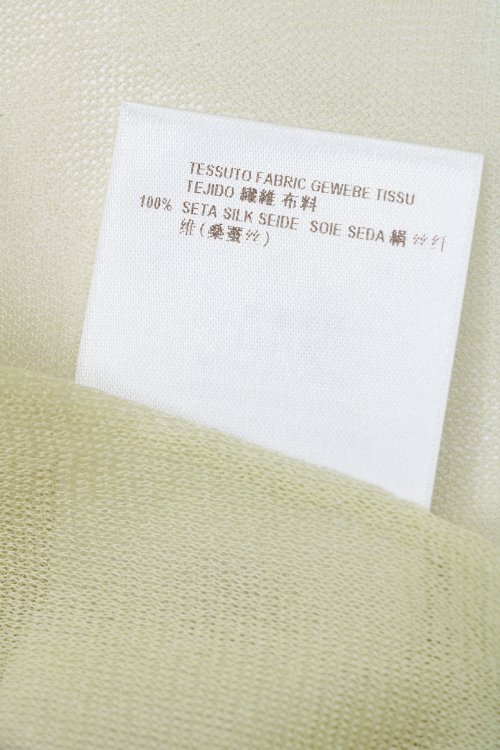 TESSUTO FABRIC GEWEBE TISSU
TEJIDO 纖維 布料
100% SETA SILK SEIDE SOIE SEDA 絹 丝纤
维(桑蚕丝)